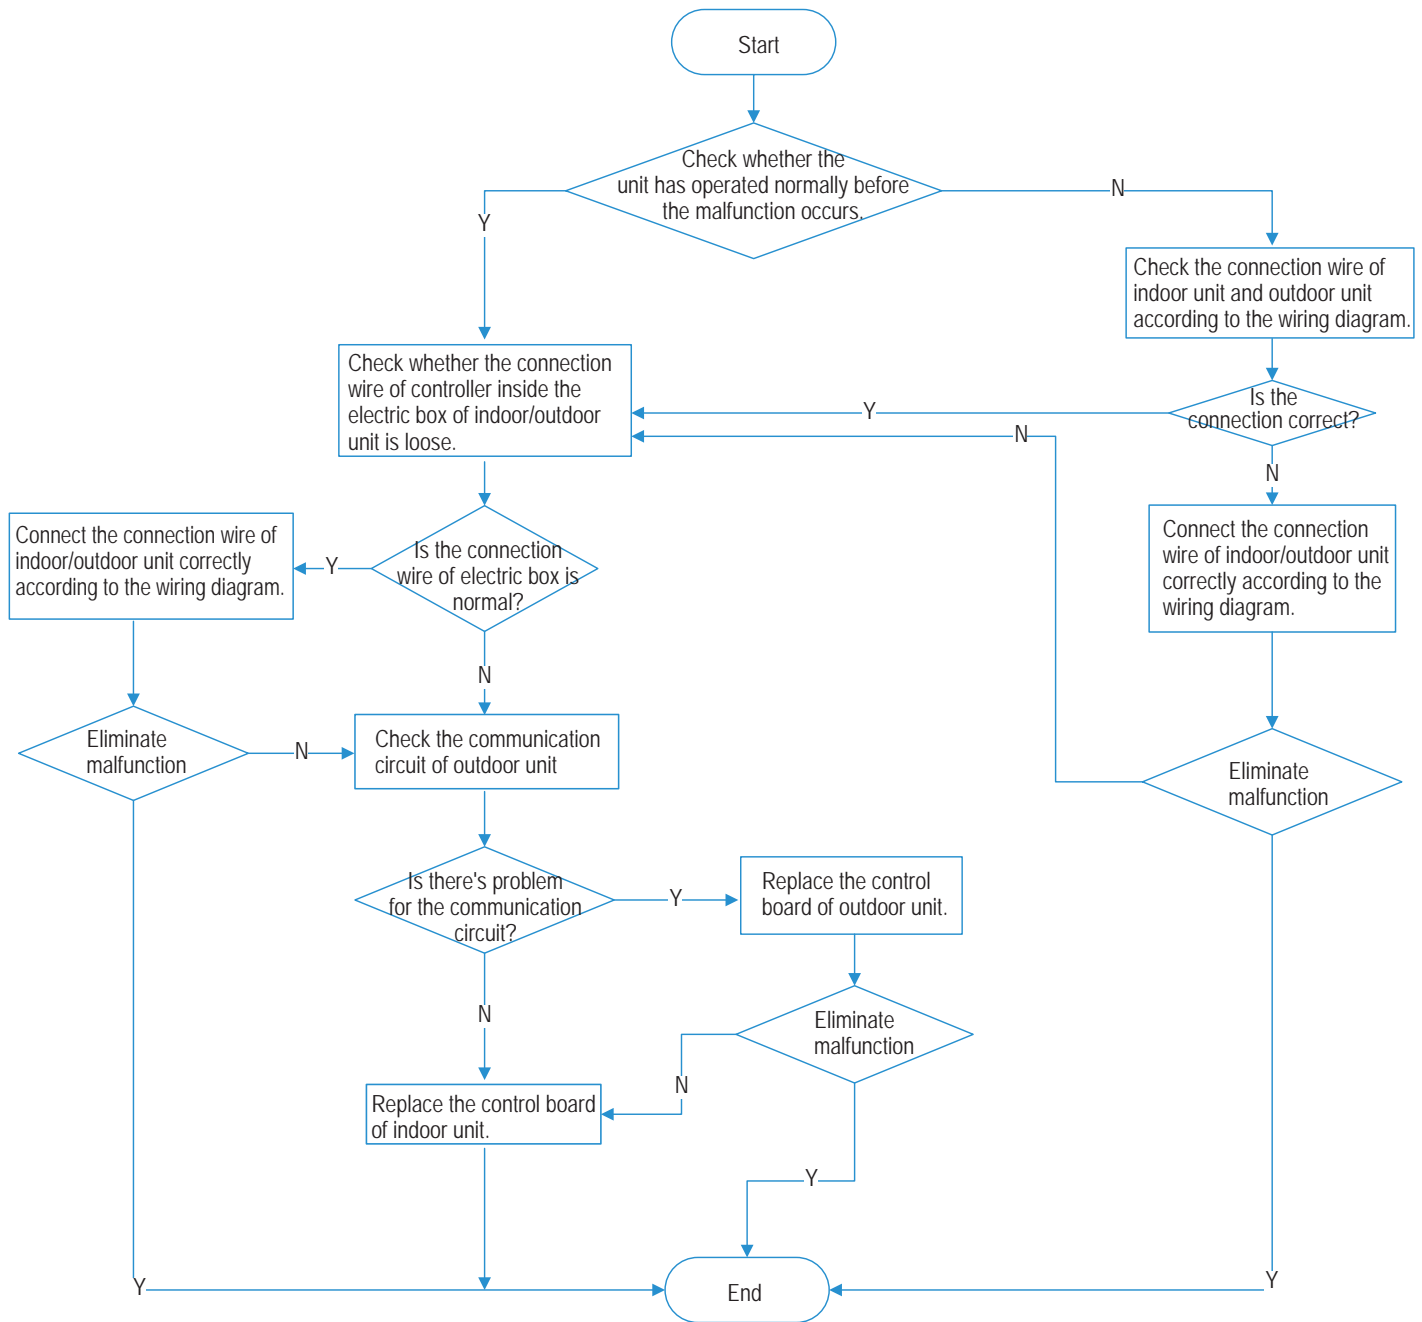 Start
Check whether the
unit has operated normally before
the malfunction occurs.
N
Y
Check the connection wire of
indoor unit and outdoor unit
according to the wiring diagram.
Check whether the connection
wire of controller inside the
electric box of indoor/outdoor
unit is loose.
Y
Is the
connection correct?
N
N
Connect the connection wire of
indoor/outdoor unit correctly
according to the wiring diagram.
Y
Is the connection
wire of electric box is
normal?
Connect the connection
wire of indoor/outdoor unit
correctly according to the
wiring diagram.
N
Eliminate
malfunction
N
Check the communication
circuit of outdoor unit
Eliminate
malfunction
Is there's problem
for the communication
circuit?
Y
Replace the control
board of outdoor unit.
N
Eliminate
malfunction
N
Replace the control board
of indoor unit.
Y
Y
End
Y